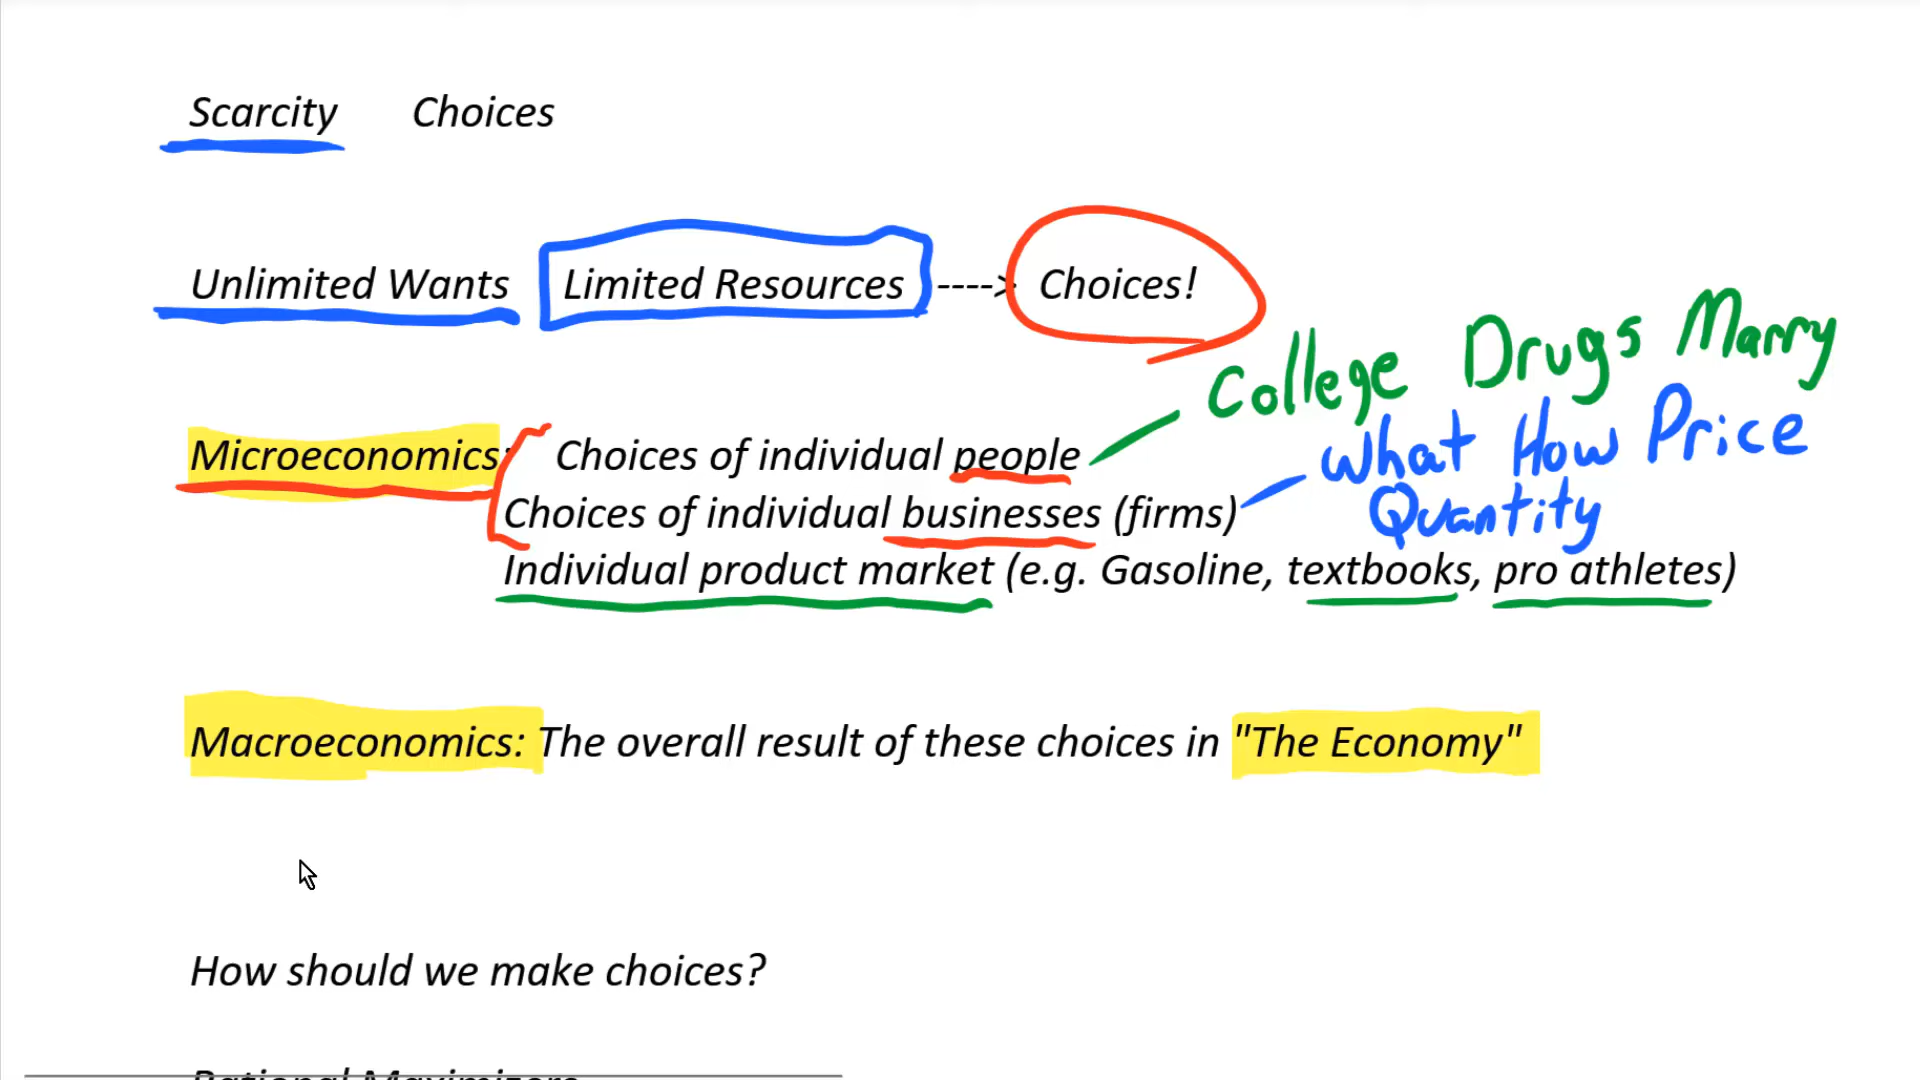 Scarcity Choices
Unlimited Wants Limited Resources ----> Choices!
College Drugs Marry
Microeconomics: Choices of individual people
What How Price
Quantity
Choices of individual businesses (firms)
Individual product market (e.g. Gasoline, textbooks, pro athletes)
Macroeconomics: The overall result of these choices in "The Economy"
How should we make choices?
Rational Maximizers